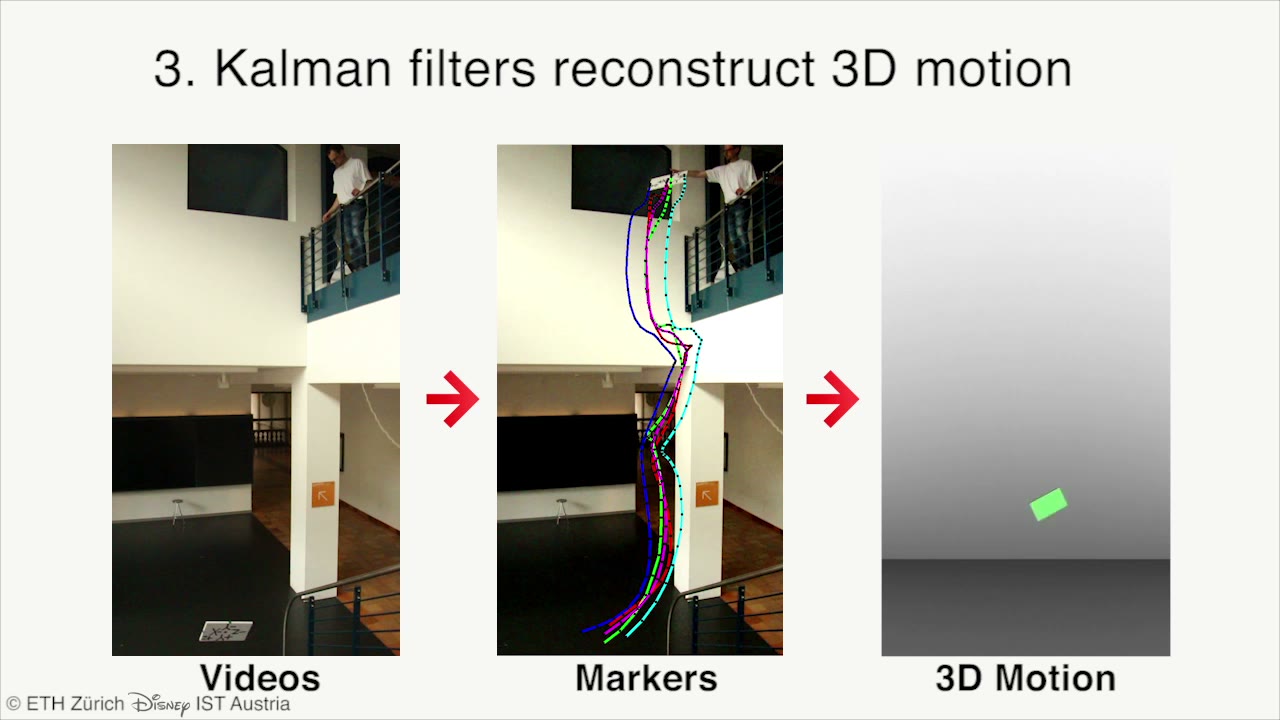 3. Kalman filters reconstruct 3D motion
Videos
Markers
3D Motion
© ETH Zürich Disney IST Austria